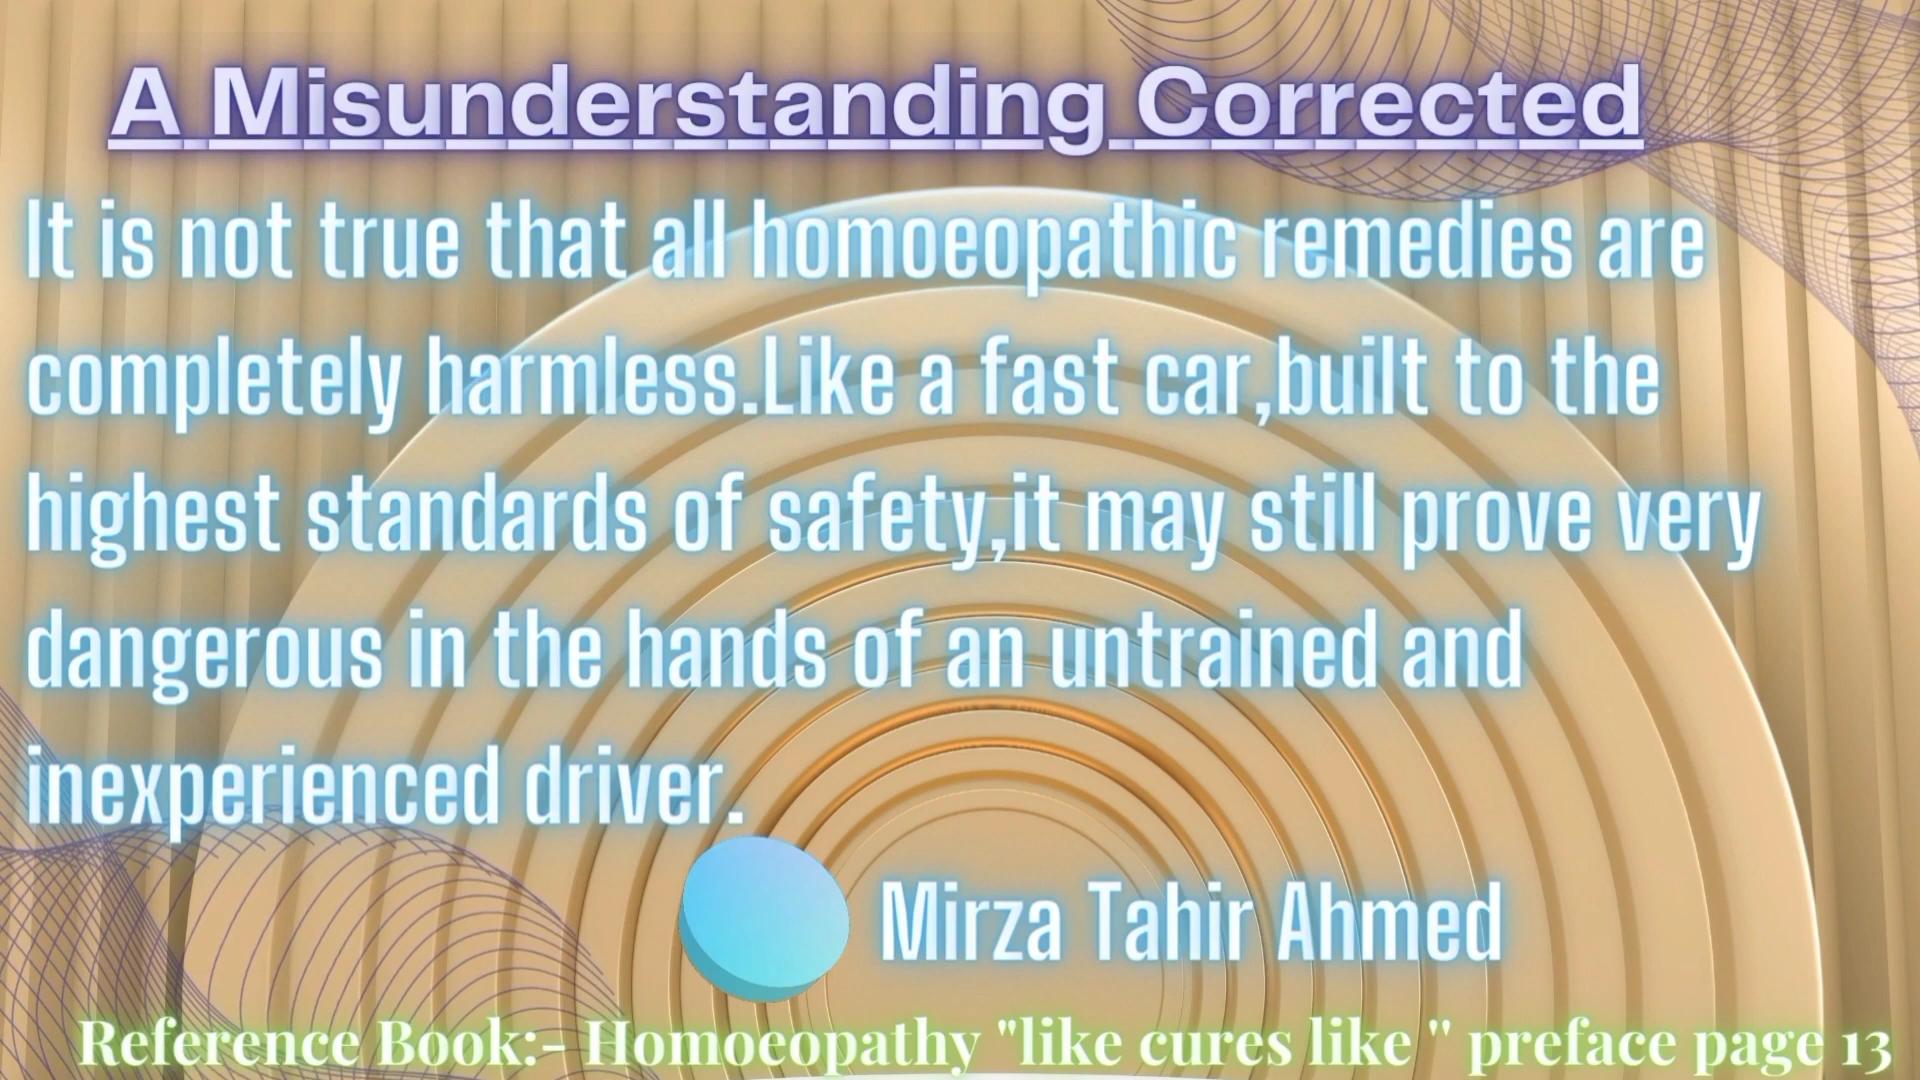 A Misunderstanding Corrected
It is not true that all homoeopathic remedies are
completely harmless.Like a fast car,built to the
highest standards of safety,it may still prove very
dangerous in the hands of an untrained and
inexperienced driver.
Mirza Tahir Ahmed
Reference Book:- Homoeopathy "like cures like " preface page 13